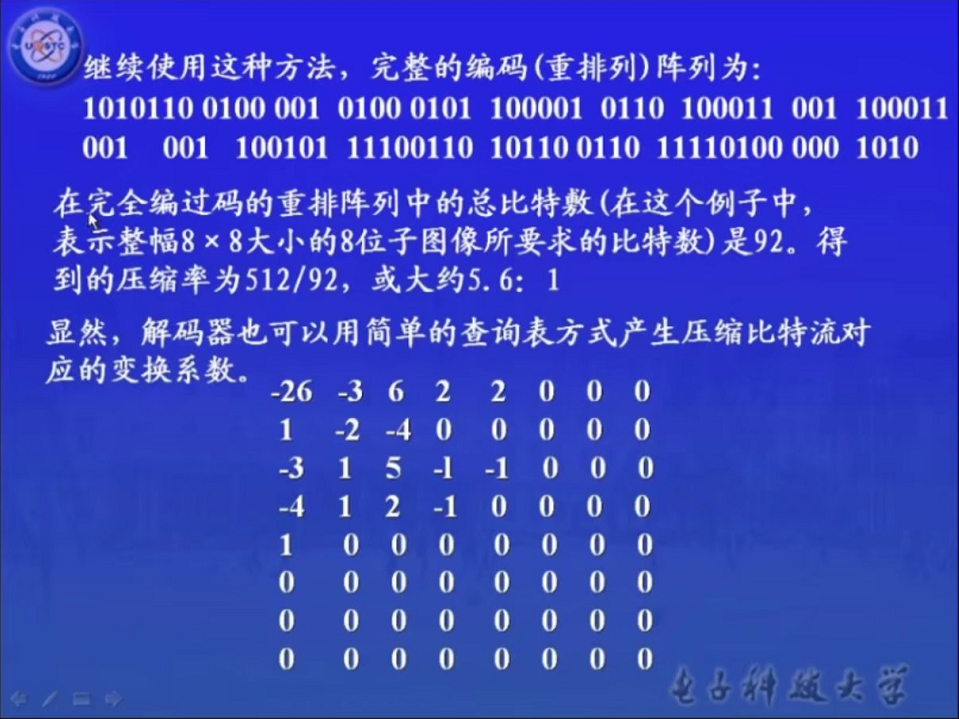 继续使用这种方法，完整的编码(重排列)阵列为：
1010110 0100 001 0100 0101 100001 0110 100011 001 100011
001 001 100101 11100110 10110 0110 11110100 000 1010
在完全编过码的重排阵列中的总比特数(在这个例子中，
表示整幅8×8大小的8位子图像所要求的比特数)是92。得
到的压缩率为512/92，或大约5.6：1
显然，解码器也可以用简单的查询表方式产生压缩比特流对
应的变换系数。
-26 -3 6 2 2 0 0 0
1 -2 -4 0 0 0 0 0
-3 1 5 -l -1 0 0 0
-4 1 2 -1 0 0 0 0
1 0 0 0 0 0 0 0
0 0 0 0 0 0 0 0
0 0 0 0 0 0 0 0
0 0 0 0 0 0 0 0
电子科技大学